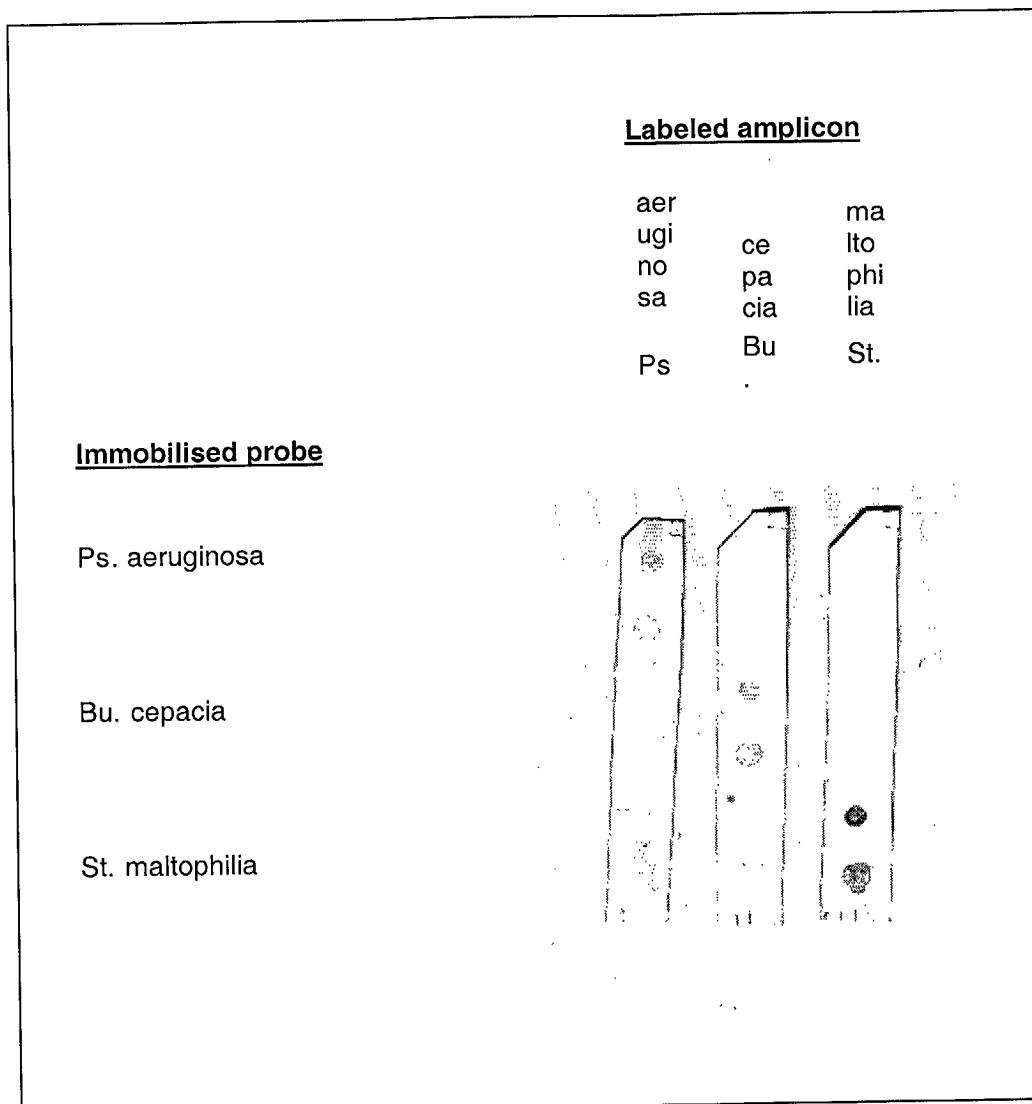 Labeled amplicon
aer
ugi
no
sa
Ps
ce
pa
cia
Bu
.
ma
lto
phi
lia
St.
Immobilised probe
Ps. aeruginosa
Bu. cepacia
St. maltophilia